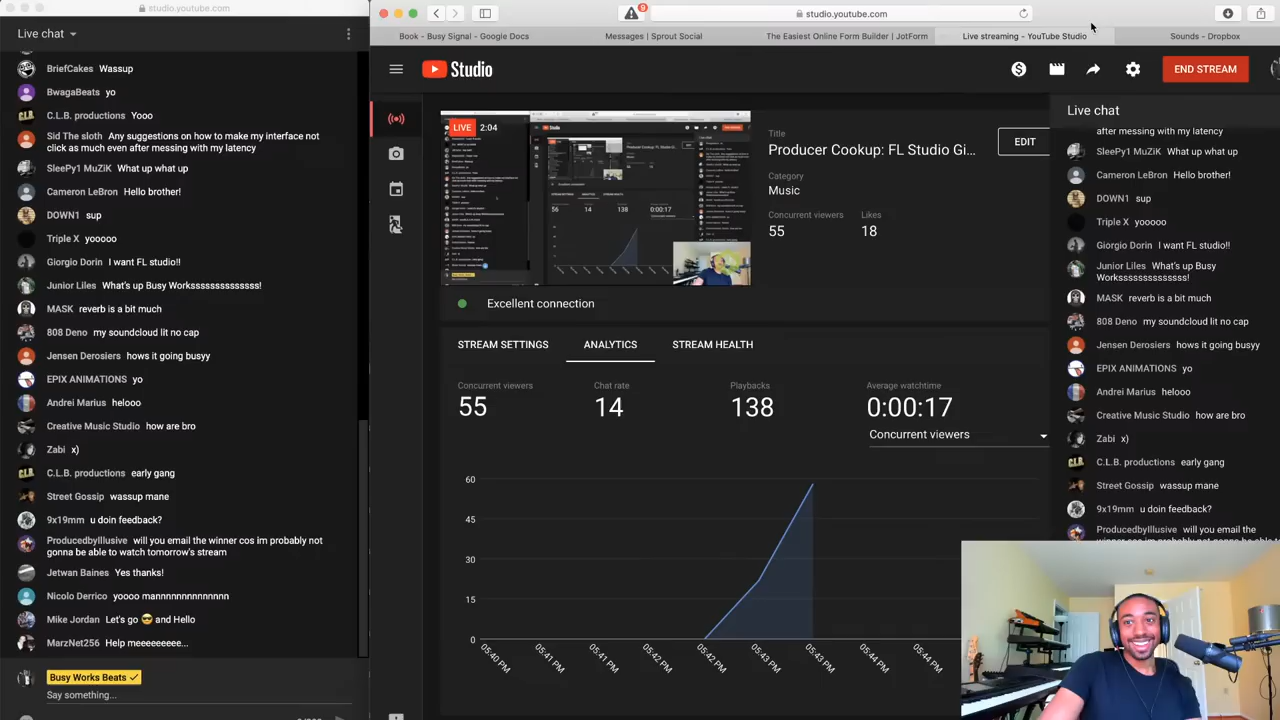 studio.youtube.com
Live chat
BriefCakes Wassup
BwagaBeats yo
C.L.B. productions Yooo
Sid The sloth Any suggestions on how to make my interface not
click as much even after messing with my latency
SleePy1 MuZiK What up what up
Cameron LeBron Hello brother!
DOWN1 sup
Triple X yooooo
Giorgio Dorin I want FL studio!!
Junior Liles What's up Busy Workssssssssssssss!
MASK reverb is a bit much
808 Deno my soundcloud lit no cap
Jensen Derosiers hows it going busyy
EPIX ANIMATIONS yo
Andrei Marius helooo
Creative Music Studio how are bro
Zabi x)
C.L.B. productions early gang
Street Gossip wassup mane
9x19mm u doin feedback?
ProducedbyIllusive will you email the winner cos im probably not
gonna be able to watch tomorrow's stream
Jetwan Baines Yes thanks!
Nicolo Derrico yoooo mannnnnnnnnnnnn
Mike Jordan Let's go 😎 and Hello
MarzNet256 Help meeeeeeeee...
Busy Works Beats
Say something...
9
studio.youtube.com
Book - Busy Signal - Google Docs
Messages | Sprout Social
The Easiest Online Form Builder | JotForm
Live streaming - YouTube Studio
Sounds - Dropbox
Studio
END STREAM
LIVE 2:04
Title
Producer Cookup: FL Studio Gi...
EDIT
Category
Music
Concurrent viewers Likes
55 18
Excellent connection
STREAM SETTINGS ANALYTICS STREAM HEALTH
Concurrent viewers Chat rate Playbacks Average watchtime
55 14 138 0:00:17
Concurrent viewers
60
45
30
15
0
05:40 PM 05:41 PM 05:41 PM 05:42 PM 05:42 PM 05:43 PM 05:43 PM 05:44 PM 05:44 PM 05:45 PM
Live chat
after messing with my latency
SleePy1 MuZiK What up what up
Cameron LeBron Hello brother!
DOWN1 sup
Triple X yooooo
Giorgio Dorin I want FL studio!!
Junior Liles What's up Busy
Workssssssssssssss!
MASK reverb is a bit much
808 Deno my soundcloud lit no cap
Jensen Derosiers hows it going busyy
EPIX ANIMATIONS yo
Andrei Marius helooo
Creative Music Studio how are bro
Zabi x)
C.L.B. productions early gang
Street Gossip wassup mane
9x19mm u doin feedback?
ProducedbyIllusive will you email the